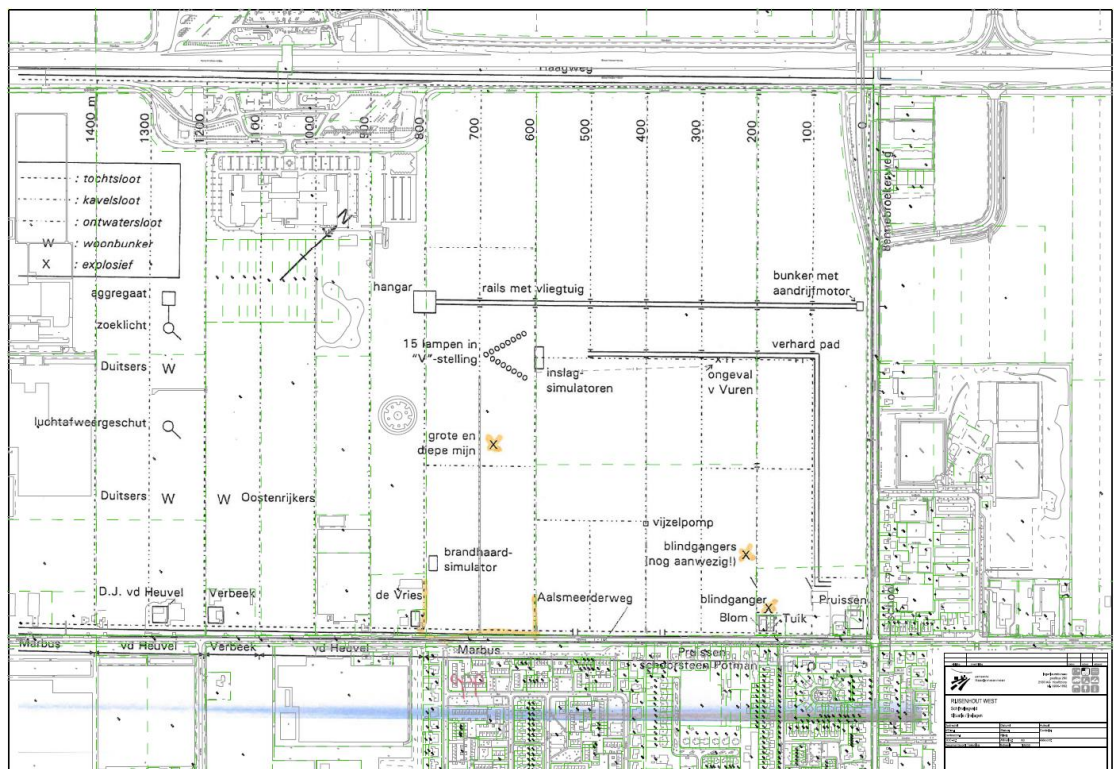 Haagweg
1400 m
1300
1200
1100
1000
900
800
700
600
500
400
300
200
100
0
Bennebroekerweg
: tochtsloot
: kavelsloot
: ontwatersloot
W : woonbunker
X : explosief
N
aggregaat
hangar
rails met vliegtuig
bunker met
aandrijfmotor
zoeklicht
15 lampen in
"V"-stelling
verhard pad
Duitsers W
inslag-
simulatoren
ongeval
v Vuren
luchtafweergeschut
grote en
diepe mijn
X
Duitsers W
W Oostenrijkers
vijzelpomp
blindgangers
(nog aanwezig!)
X
brandhaard-
simulator
D.J. vd Heuvel
Verbeek
de Vries
Aalsmeerderweg
blindganger
X
Pruissen
Blom
Tuik
Marbus
vd Heuvel
Verbeek
vd Heuvel
Marbus
Preissen
schoorsteen Potman
RIJSENHOUT WEST